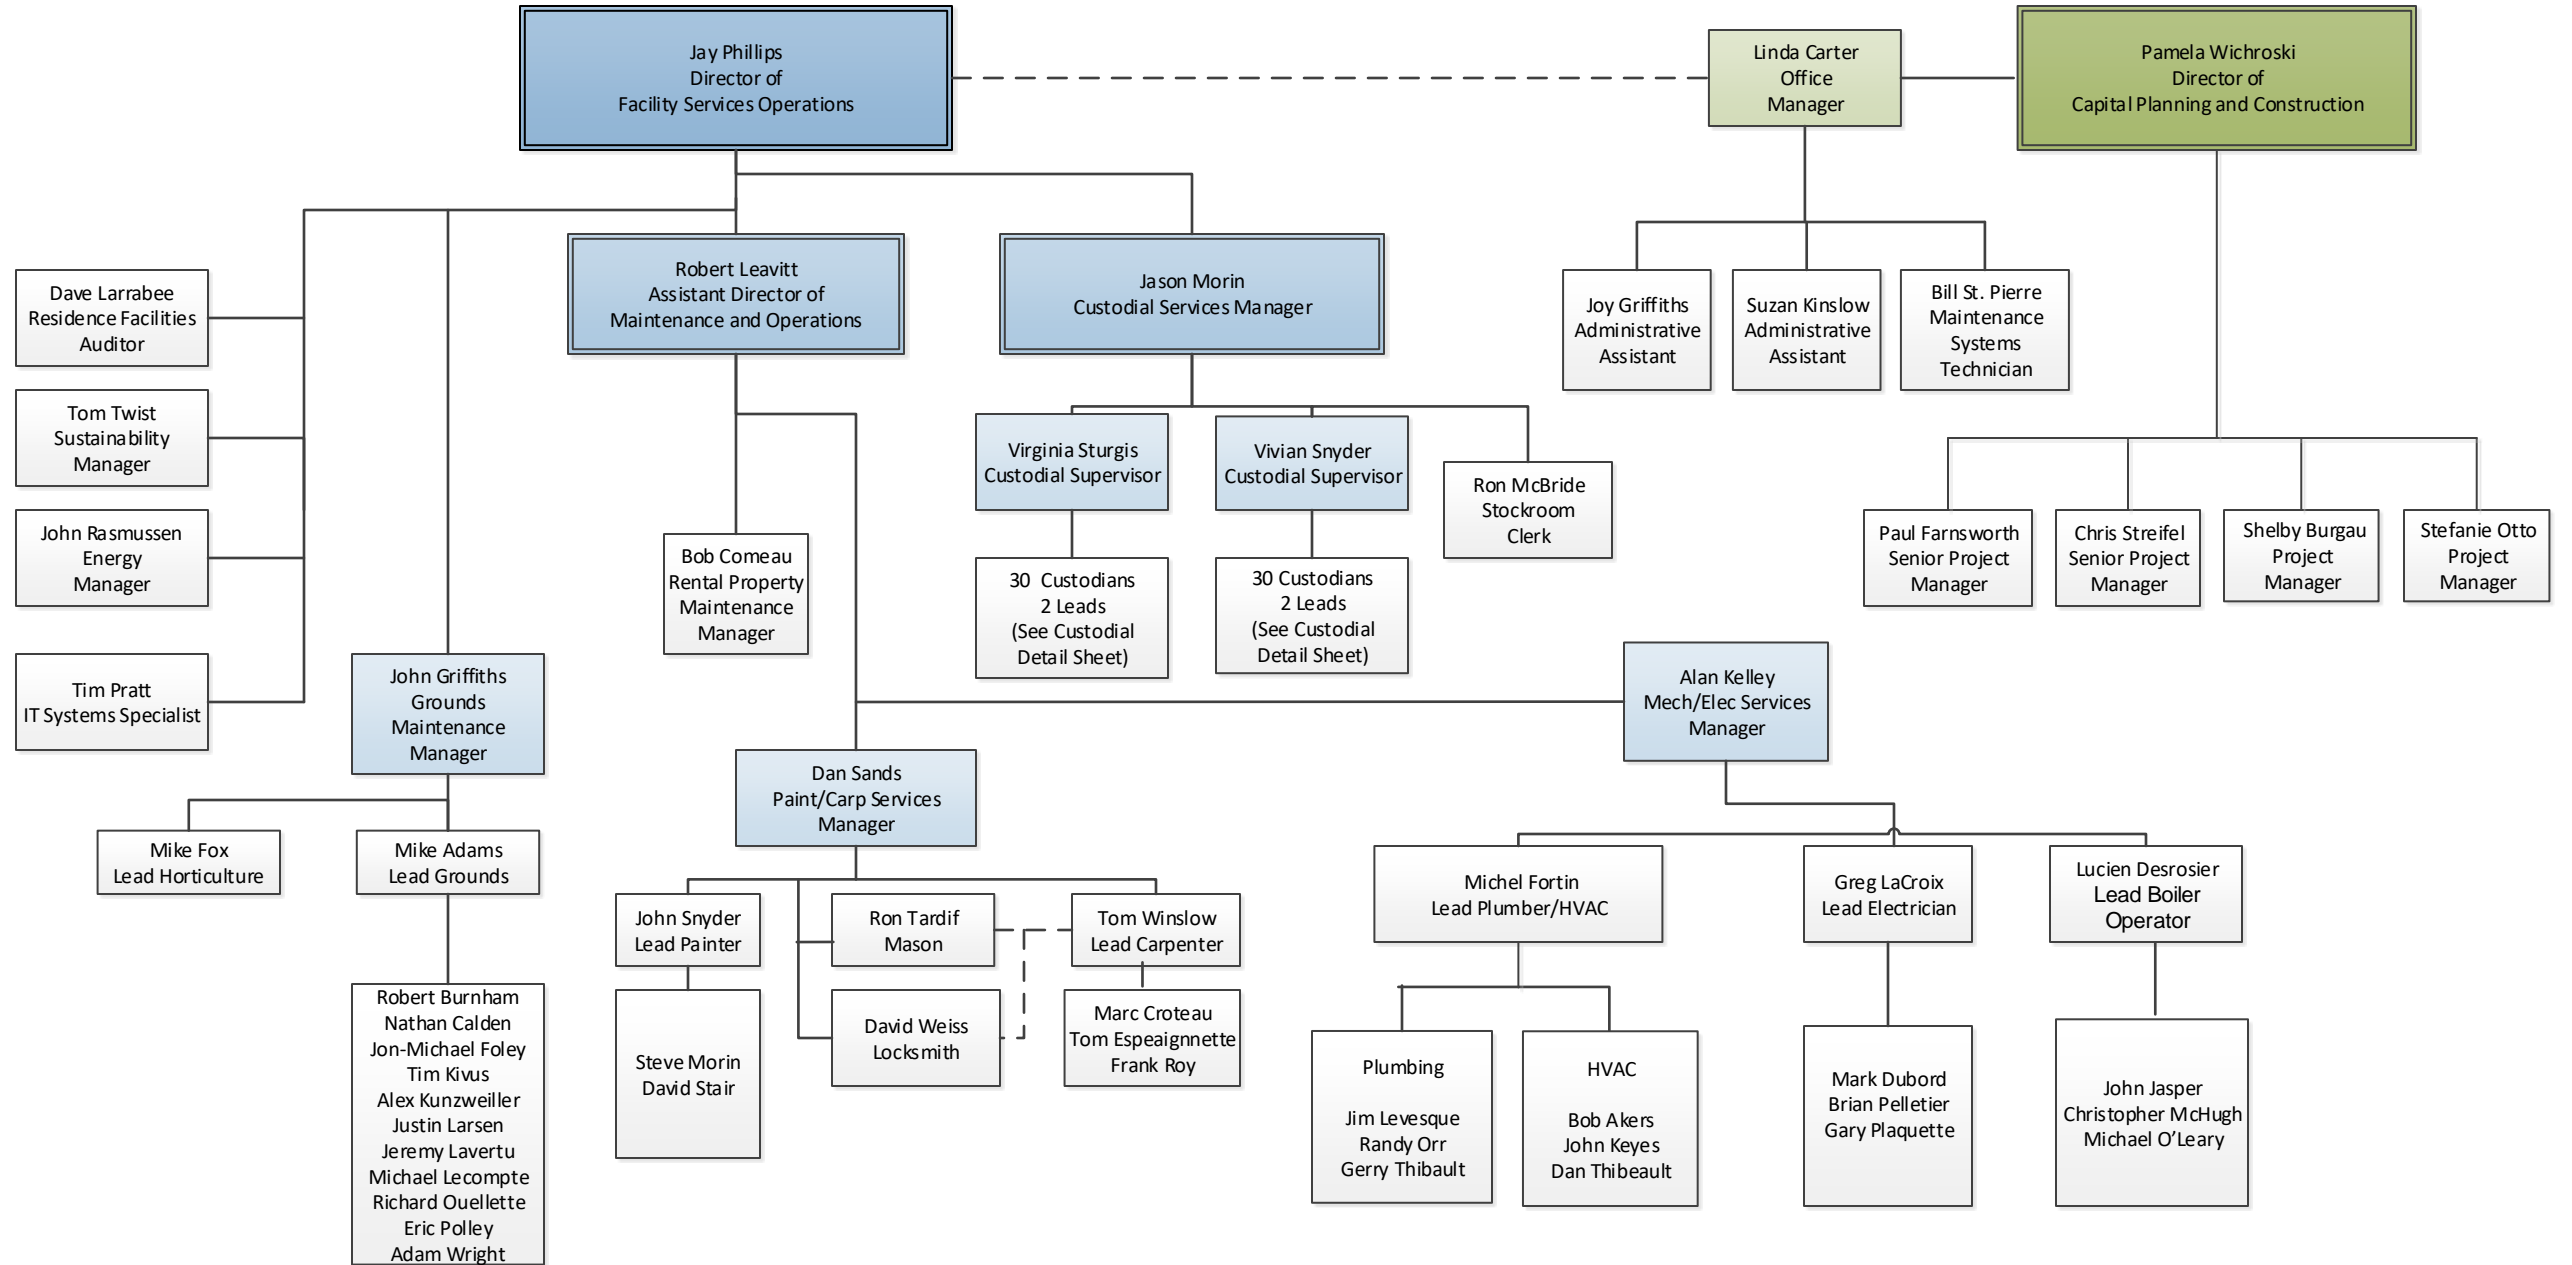 Jay Phillips
Director of
Facility Services Operations
Linda Carter
Office
Manager
Pamela Wichroski
Director of
Capital Planning and Construction
Robert Leavitt
Assistant Director of
Maintenance and Operations
Jason Morin
Custodial Services Manager
Dave Larrabee
Residence Facilities
Auditor
Tom Twist
Sustainability
Manager
John Rasmussen
Energy
Manager
Tim Pratt
IT Systems Specialist
Joy Griffiths
Administrative
Assistant
Suzan Kinslow
Administrative
Assistant
Bill St. Pierre
Maintenance
Systems
Technician
Virginia Sturgis
Custodial Supervisor
Vivian Snyder
Custodial Supervisor
Ron McBride
Stockroom
Clerk
30  Custodians
2 Leads
(See Custodial
Detail Sheet)
30 Custodians
2 Leads
(See Custodial
Detail Sheet)
Bob Comeau
Rental Property
Maintenance
Manager
Paul Farnsworth
Senior Project
Manager
Chris Streifel
Senior Project
Manager
Shelby Burgau
Project
Manager
Stefanie Otto
Project
Manager
John Griffiths
Grounds
Maintenance
Manager
Alan Kelley
Mech/Elec Services
Manager
Dan Sands
Paint/Carp Services
Manager
Mike Fox
Lead Horticulture
Mike Adams
Lead Grounds
Robert Burnham
Nathan Calden
Jon-Michael Foley
Tim Kivus
Alex Kunzweiller
Justin Larsen
Jeremy Lavertu
Michael Lecompte
Richard Ouellette
Eric Polley
Adam Wright
John Snyder
Lead Painter
Ron Tardif
Mason
Tom Winslow
Lead Carpenter
Steve Morin
David Stair
David Weiss
Locksmith
Marc Croteau
Tom Espeaignnette
Frank Roy
Michel Fortin
Lead Plumber/HVAC
Greg LaCroix
Lead Electrician
Lucien Desrosier
Lead Boiler
Operator
Plumbing
Jim Levesque
Randy Orr
Gerry Thibault
HVAC
Bob Akers
John Keyes
Dan Thibeault
Mark Dubord
Brian Pelletier
Gary Plaquette
John Jasper
Christopher McHugh
Michael O’Leary